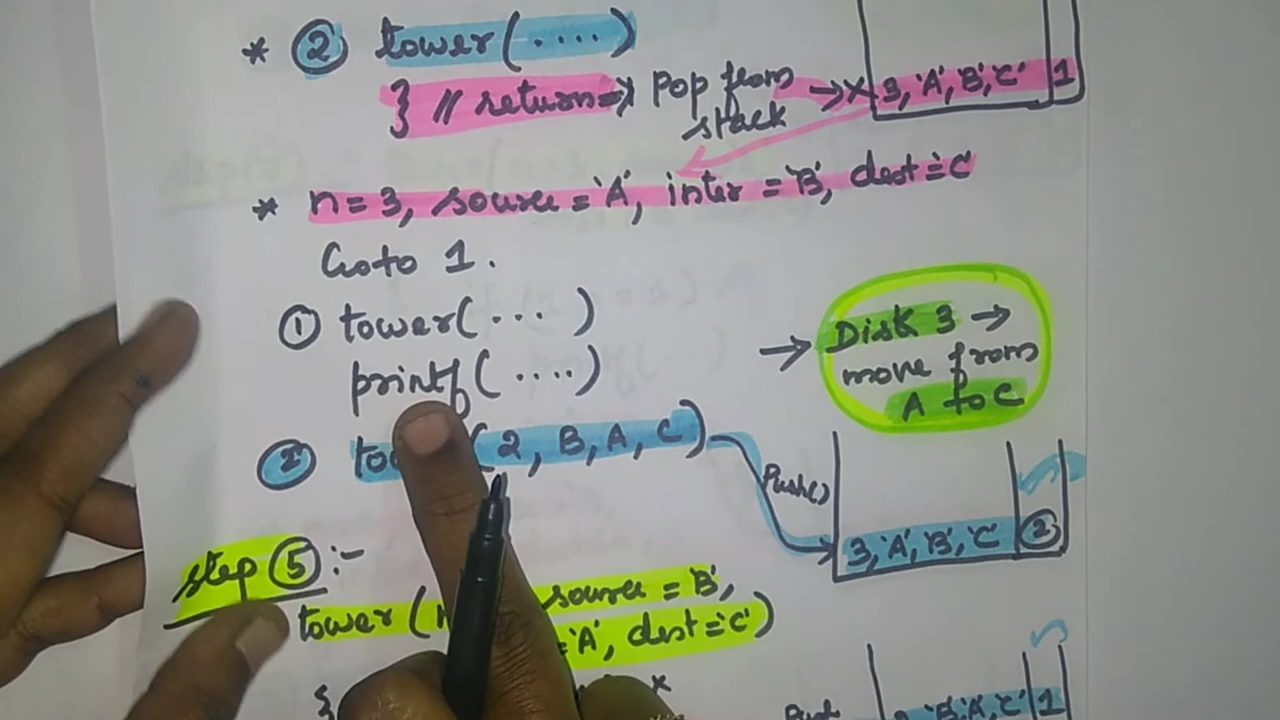 * ② tower(....)
} // return => Pop from stack → x 3, 'A', 'B', 'C' 1
* n = 3, source = 'A', inter = 'B', dest = 'C'
Goto 1.
① tower(... )
printf( ....)
→ Disk 3 →
move from
A to C
② 2, B, A, C)
Push()
3, 'A', 'B', 'C' ②
step ⑤ :-
tower ( source = 'B',
= 'A', dest = 'C')
{
x
Push
'B', 'A', 'C' 1